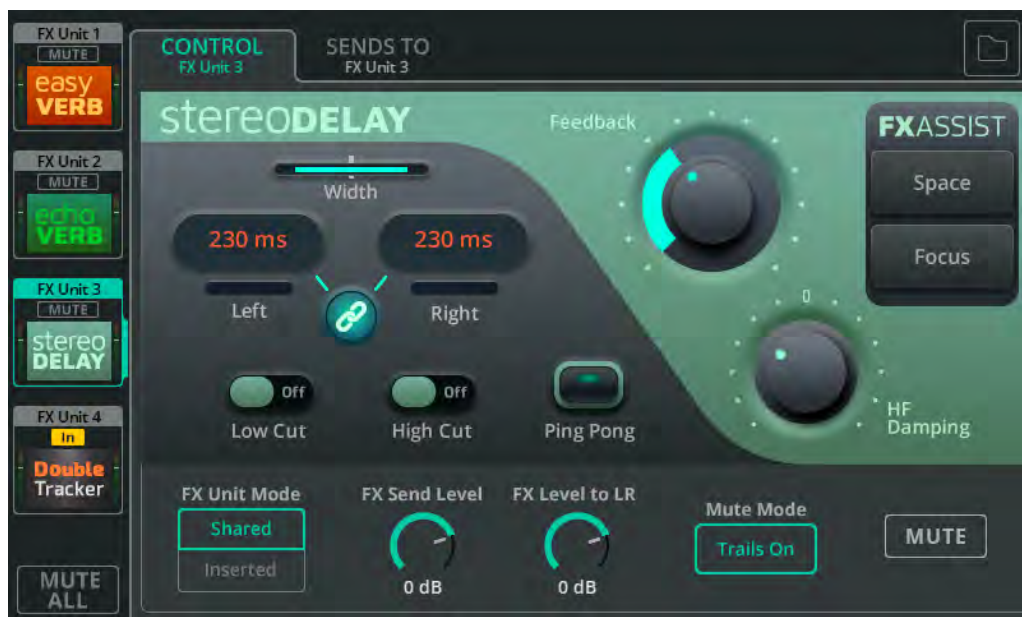 FX Unit 1
MUTE
easy
VERB
FX Unit 2
MUTE
echo
VERB
FX Unit 3
MUTE
stereo
DELAY
FX Unit 4
In
Double
Tracker
MUTE
ALL
CONTROL
FX Unit 3
SENDS TO
FX Unit 3
stereoDELAY
Width
230 ms
230 ms
Left
Right
Off
Low Cut
Off
High Cut
Ping Pong
Feedback
0
HF
Damping
FXASSIST
Space
Focus
FX Unit Mode
Shared
Inserted
FX Send Level
0 dB
FX Level to LR
0 dB
Mute Mode
Trails On
MUTE